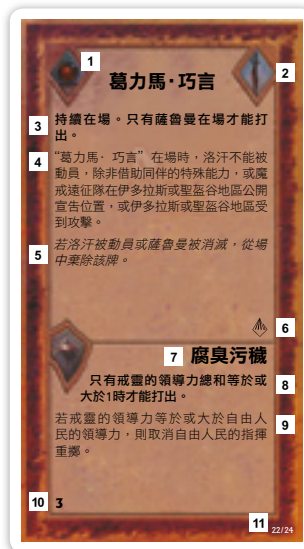 1
葛力馬·巧言
2
3
持續在場。只有薩魯曼在場才能打
出。
4
“葛力馬· 巧言”在場時，洛汗不能被
動員，除非借助同伴的特殊能力，或魔
戒遠征隊在伊多拉斯或聖盔谷地區公開
宣告位置，或伊多拉斯或聖盔谷地區受
到攻擊。
5
若洛汗被動員或薩魯曼被消滅，從場
中棄除該牌。
6
7
腐臭污穢
只有戒靈的領導力總和等於或
大於1時才能打出。
8
若戒靈的領導力等於或大於自由人
民的領導力，則取消自由人民的指揮
重擲。
9
10
3
11
22/24